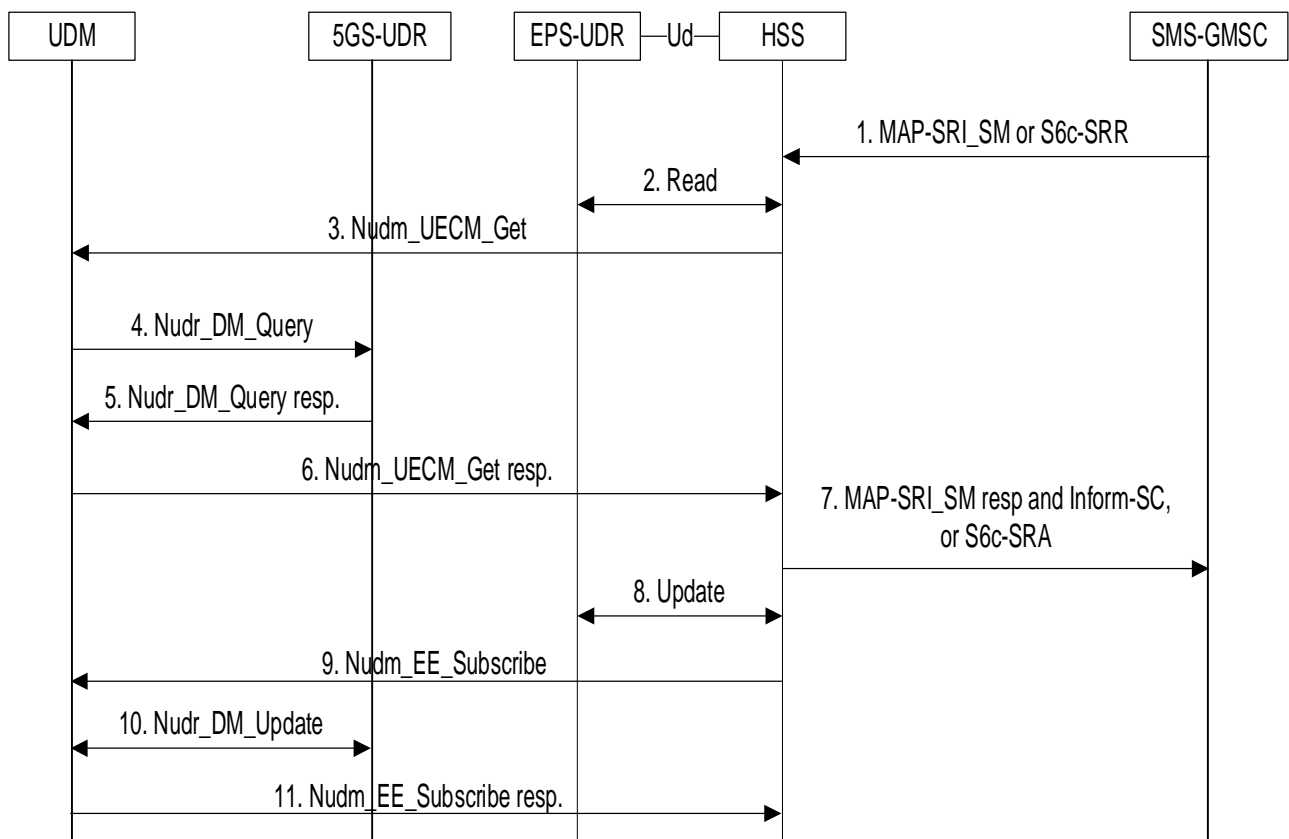 UDM
5GS-UDR
EPS-UDR
Ud
HSS
SMS-GMSC
1. MAP-SRI_SM or S6c-SRR
2. Read
3. Nudm_UECM_Get
4. Nudr_DM_Query
5. Nudr_DM_Query resp.
6. Nudm_UECM_Get resp.
7. MAP-SRI_SM resp and Inform-SC,
or S6c-SRA
8. Update
9. Nudm_EE_Subscribe
10. Nudr_DM_Update
11. Nudm_EE_Subscribe resp.